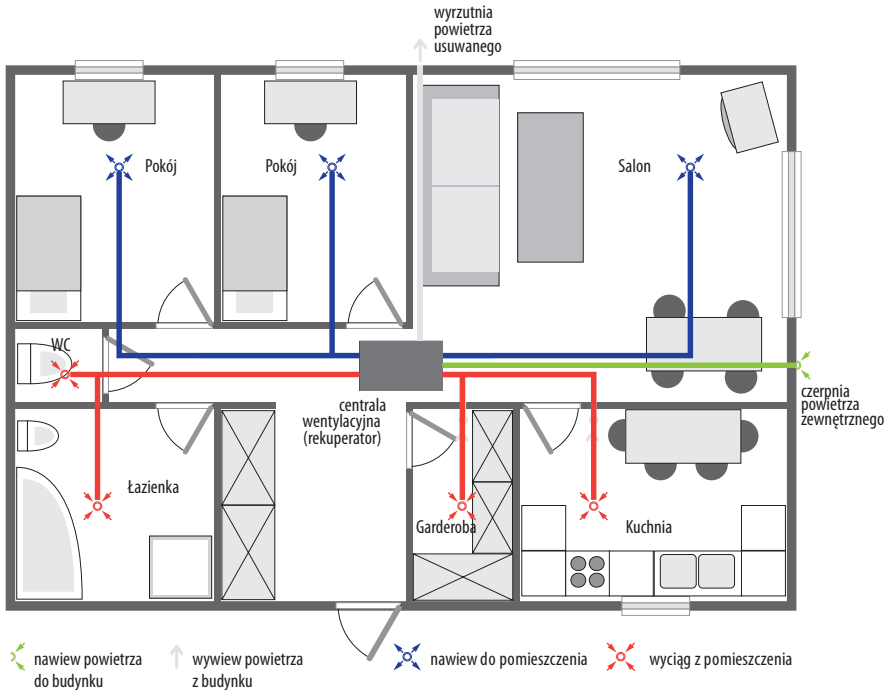 wyrzutnia
powietrza
usuwanego
Pokój
Pokój
Salon
WC
centrala
wentylacyjna
(rekuperator)
czerpnia
powietrza
zewnętrznego
Łazienka
Garderoba
Kuchnia
nawiew powietrza
do budynku
wywiew powietrza
z budynku
nawiew do pomieszczenia
wyciąg z pomieszczenia